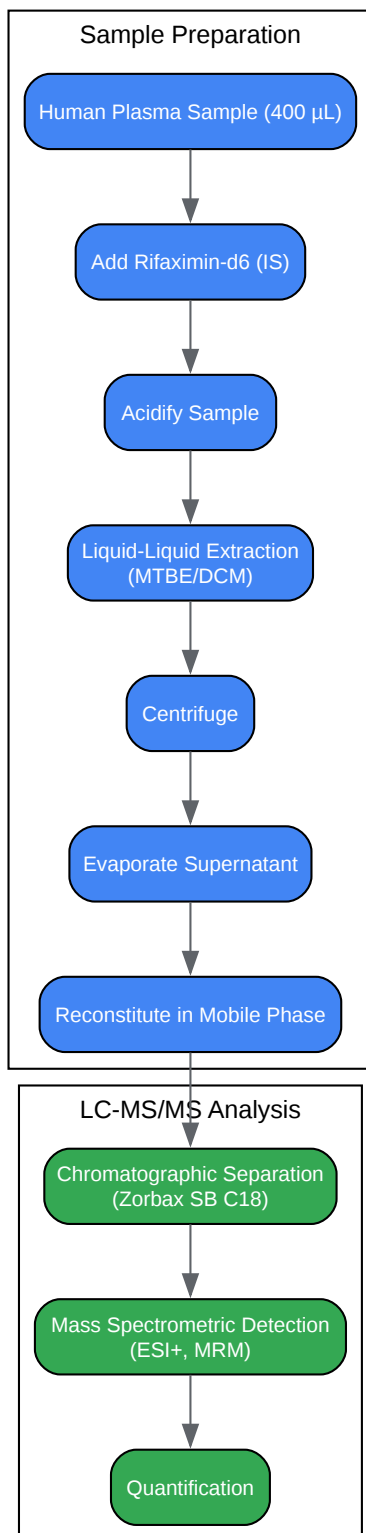 Sample Preparation
Human Plasma Sample (400 µL)
Add Rifaximin-d6 (IS)
Acidify Sample
Liquid-Liquid Extraction
(MTBE/DCM)
Centrifuge
Evaporate Supernatant
Reconstitute in Mobile Phase
LC-MS/MS Analysis
Chromatographic Separation
(Zorbax SB C18)
Mass Spectrometric Detection
(ESI+, MRM)
Quantification